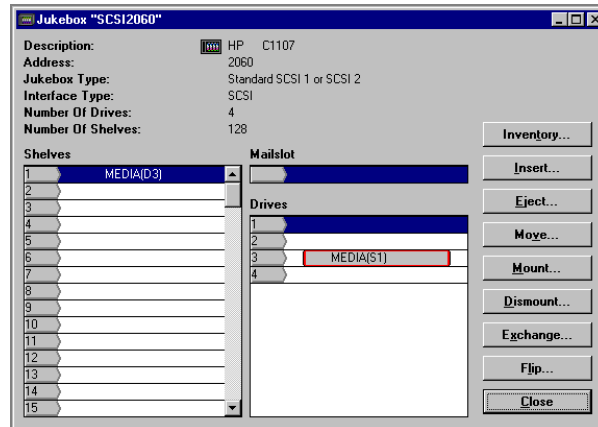 Jukebox "SCSI2060"
Description: HP C1107
Address: 2060
Jukebox Type: Standard SCSI 1 or SCSI 2
Interface Type: SCSI
Number Of Drives: 4
Number Of Shelves: 128
Shelves
1 MEDIA(D3)
2
3
4
5
6
7
8
9
10
11
12
13
14
15
Mailslot
Drives
1
2
3 MEDIA(S1)
4
Inventory...
Insert...
Eject...
Move...
Mount...
Dismount...
Exchange...
Flip...
Close